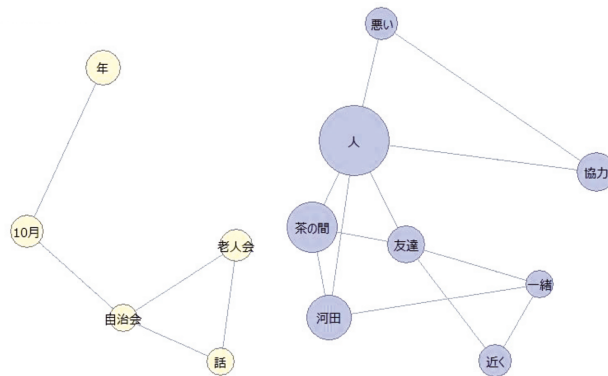 悪い
年
人
協力
茶の間
10月
老人会
友達
一緒
自治会
河田
話
近く